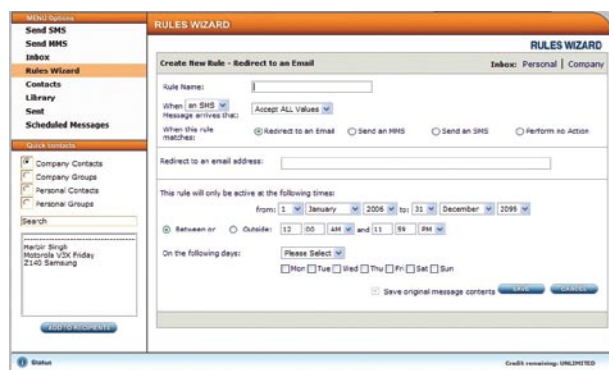 MENU Options
Send SMS
Send MMS
Inbox
Rules Wizard
Contacts
Library
Sent
Scheduled Messages
Quick contacts
Company Contacts
Company Groups
Personal Contacts
Personal Groups
Search
Harbir Singh
Motorola V3X Friday
Z140 Samsung
ADD TO RECIPIENTS
RULES WIZARD
RULES WIZARD
Create New Rule - Redirect to an Email
Inbox: Personal | Company
Rule Name:
When an SMS
Message arrives that: Accept ALL Values
When this rule matches: Redirect to an Email Send an MMS Send an SMS Perform no Action
Redirect to an email address:
This rule will only be active at the following times:
from: 1 January 2006 to: 31 December 2095
Between or Outside: 12 00 AM and 11 59 PM
On the following days: Please Select
Mon Tue Wed Thu Fri Sat Sun
Save original message contents SAVE CANCEL
Status
Credit remaining: UNLIMITED